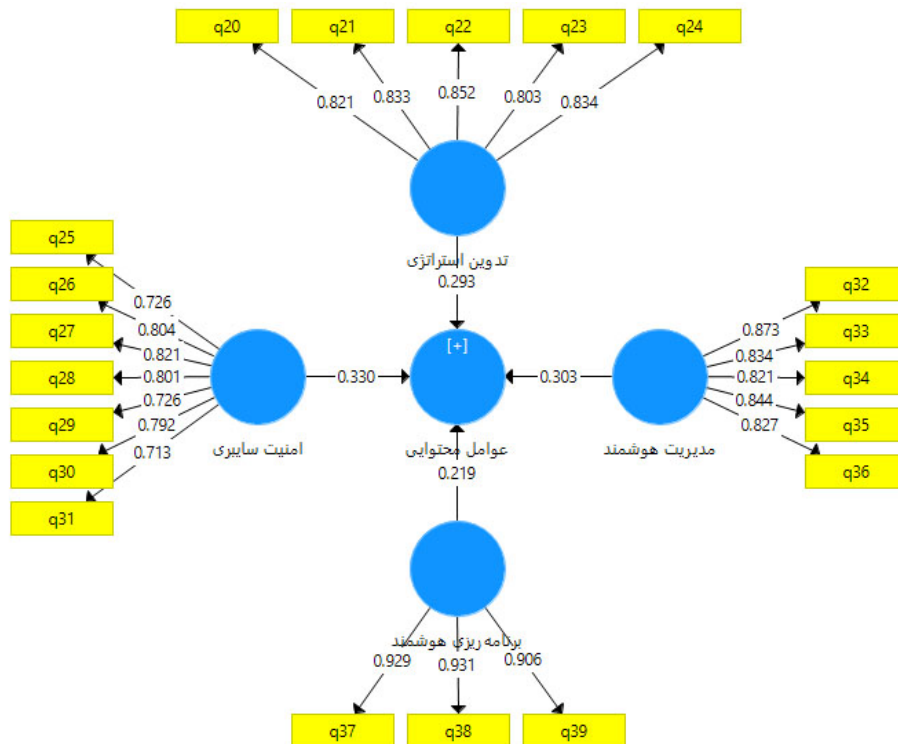 q20 q21 q22 q23 q24
0.821 0.833 0.852 0.803 0.834
تدوین استراتژی
0.293
q25
q26
q27
q28
q29
q30
q31
0.726
0.804
0.821
0.801
0.726
0.792
0.713
امنیت سایبری
0.330
[+]
عوامل محتوایی
0.303
q32
q33
q34
q35
q36
0.873
0.834
0.821
0.844
0.827
مدیریت هوشمند
0.219
برنامه ریزی هوشمند
0.929 0.931 0.906
q37 q38 q39